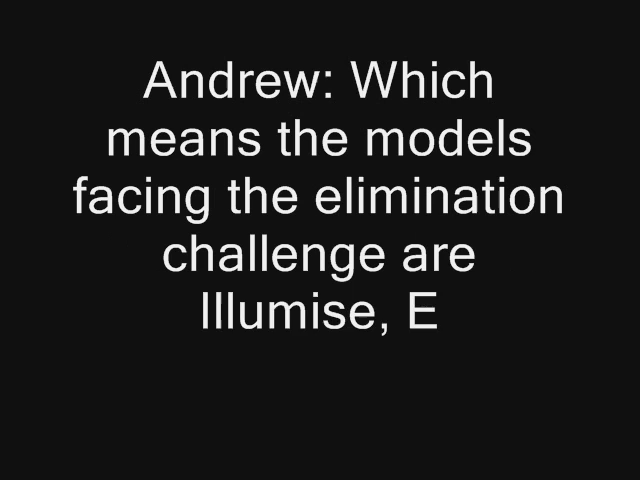 Andrew: Which
means the models
facing the elimination
challenge are
Illumise, E